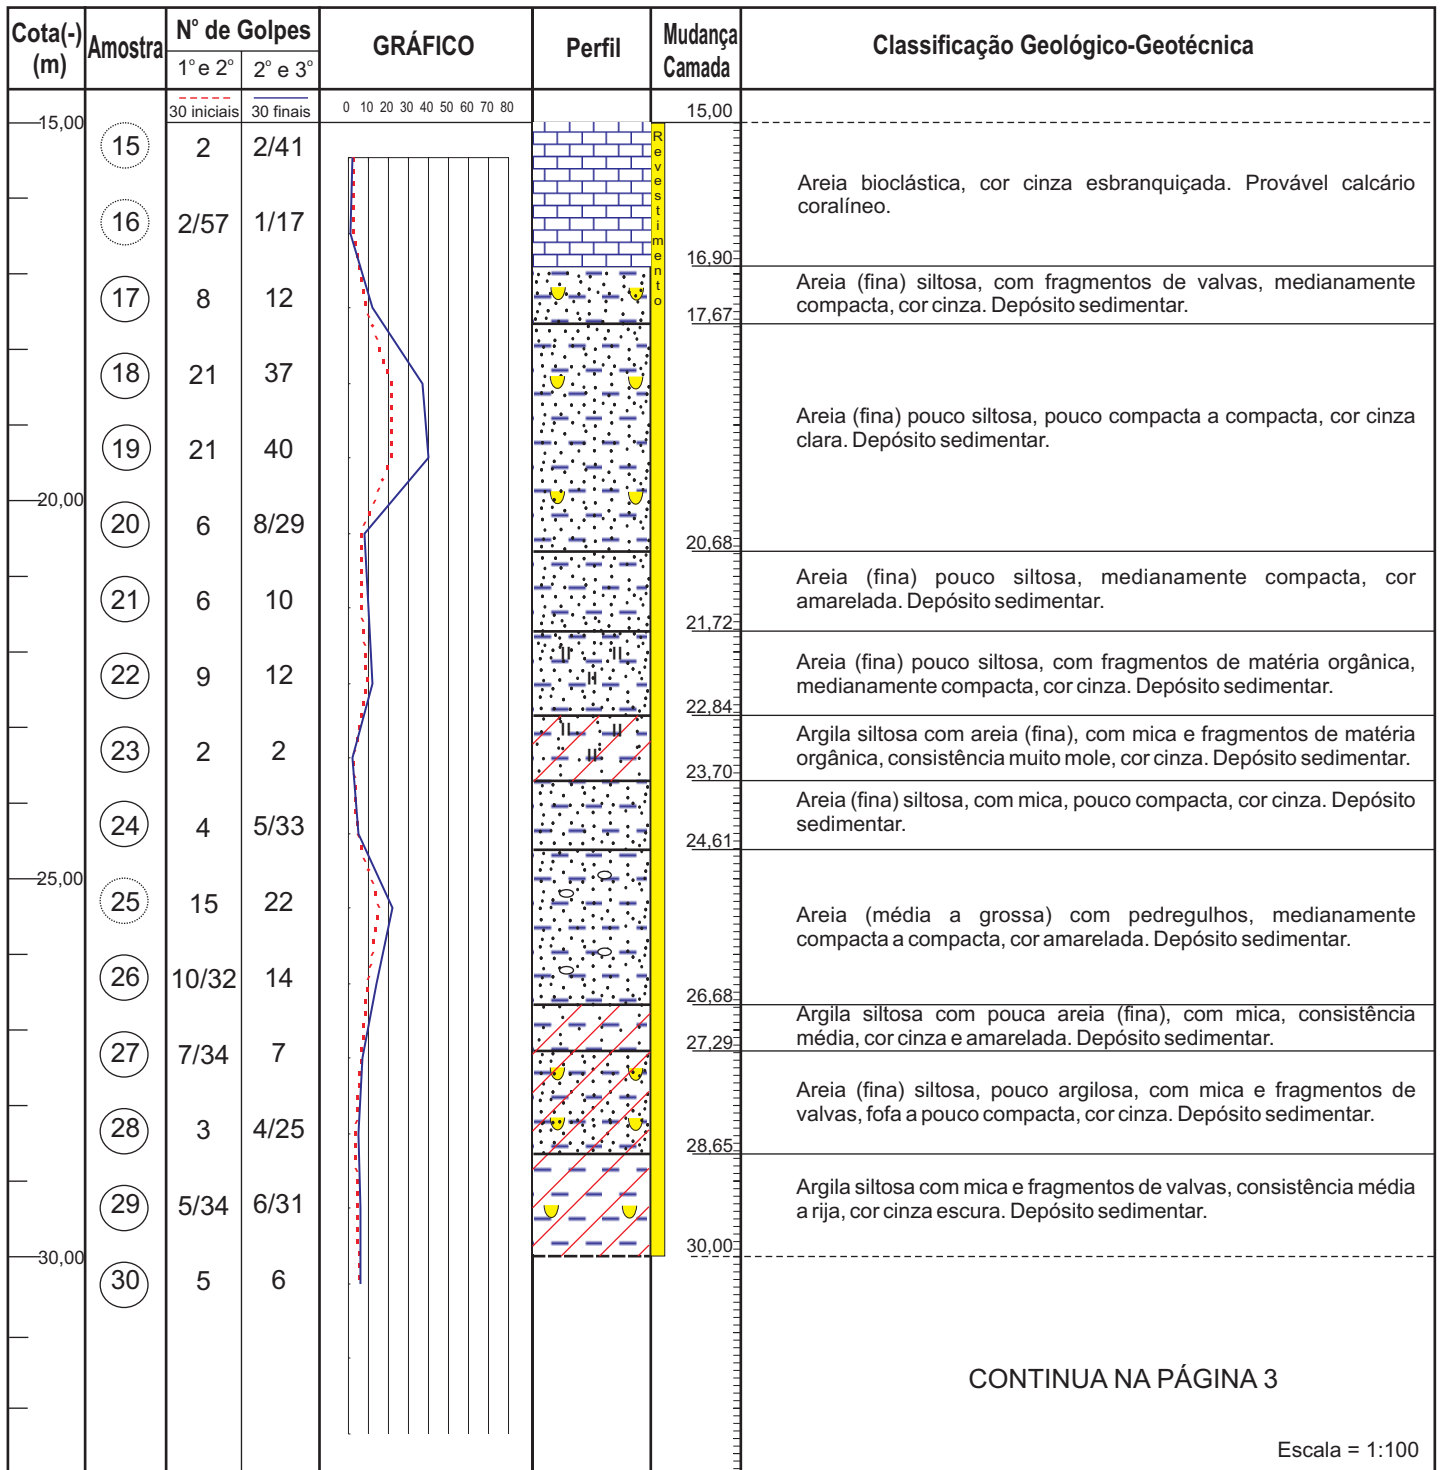 Cota(-) (m) Amostra N° de Golpes GRÁFICO Perfil Mudança Camada Classificação Geológico-Geotécnica
1° e 2° 2° e 3°
30 iniciais 30 finais 0 10 20 30 40 50 60 70 80 15,00
15,00
Revestimento
15 2 2/41
Areia bioclástica, cor cinza esbranquiçada. Provável calcário
coralíneo.
16 2/57 1/17
16,90
17 8 12
Areia (fina) siltosa, com fragmentos de valvas, medianamente
compacta, cor cinza. Depósito sedimentar.
17,67
18 21 37
Areia (fina) pouco siltosa, pouco compacta a compacta, cor cinza
clara. Depósito sedimentar.
19 21 40
20,00
20 6 8/29
20,68
21 6 10
Areia (fina) pouco siltosa, medianamente compacta, cor
amarelada. Depósito sedimentar.
21,72
22 9 12
Areia (fina) pouco siltosa, com fragmentos de matéria orgânica,
medianamente compacta, cor cinza. Depósito sedimentar.
22,84
23 2 2
Argila siltosa com areia (fina), com mica e fragmentos de matéria
orgânica, consistência muito mole, cor cinza. Depósito sedimentar.
23,70
24 4 5/33
Areia (fina) siltosa, com mica, pouco compacta, cor cinza. Depósito
sedimentar.
24,61
25,00
25 15 22
Areia (média a grossa) com pedregulhos, medianamente
compacta a compacta, cor amarelada. Depósito sedimentar.
26 10/32 14
26,68
Argila siltosa com pouca areia (fina), com mica, consistência
média, cor cinza e amarelada. Depósito sedimentar.
27,29
27 7/34 7
Areia (fina) siltosa, pouco argilosa, com mica e fragmentos de
valvas, fofa a pouco compacta, cor cinza. Depósito sedimentar.
28 3 4/25
28,65
29 5/34 6/31
Argila siltosa com mica e fragmentos de valvas, consistência média
a rija, cor cinza escura. Depósito sedimentar.
30,00
30,00
30 5 6
CONTINUA NA PÁGINA 3
Escala = 1:100